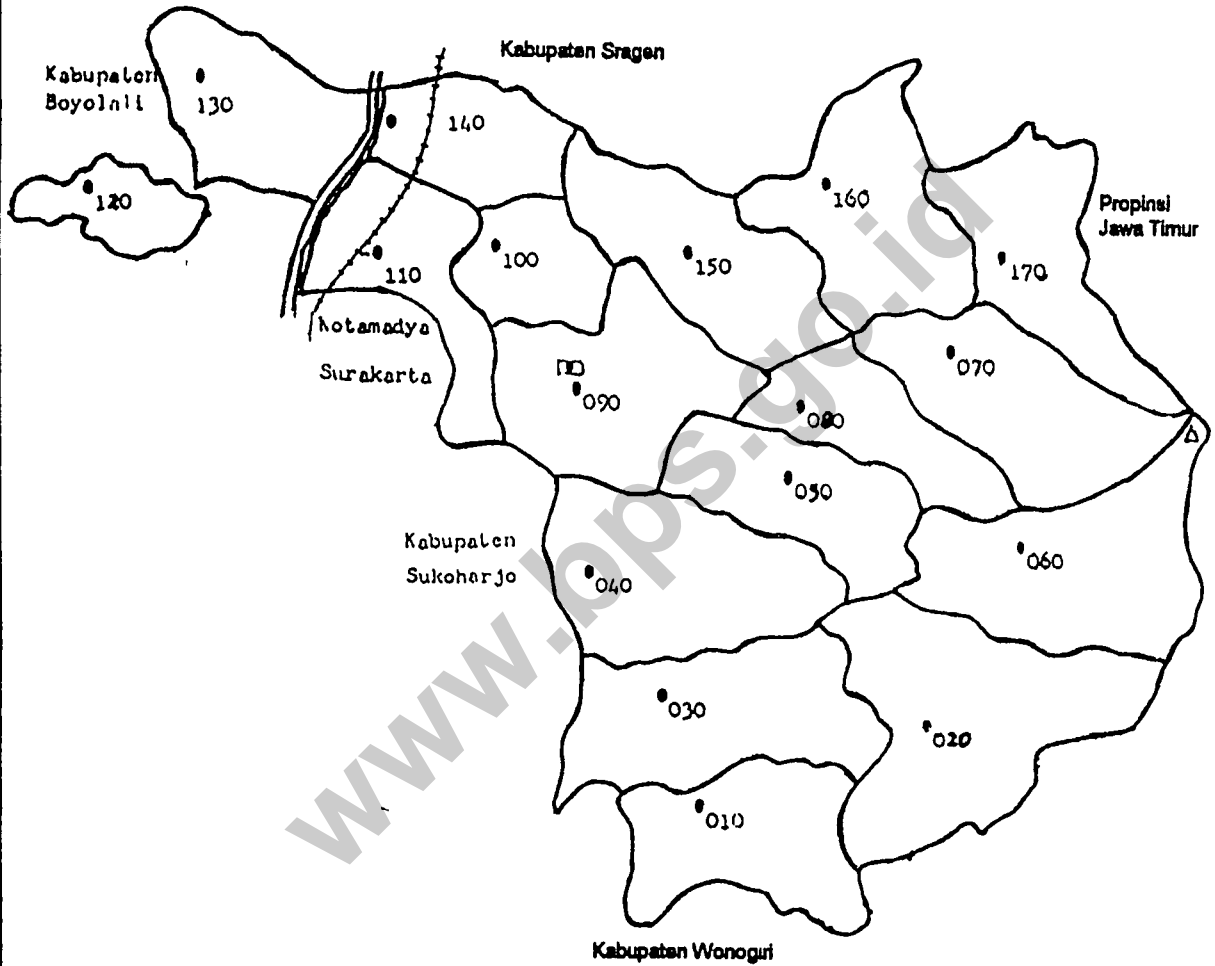 Kabupaten Sragen
Kabupaten
Boyolali
130
140
120
160
Propinsi
Jawa Timur
110
100
150
170
Kotamadya
Surakarta
070
090
080
050
Kabupaten
Sukoharjo
040
060
030
020
010
Kabupaten Wonogiri
www.bps.go.id